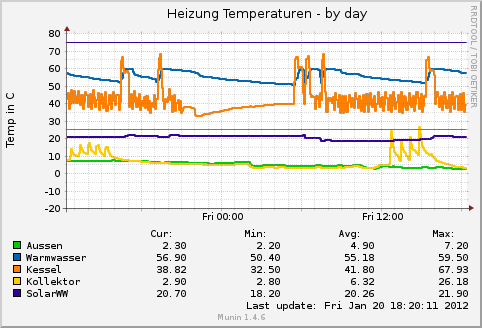 Heizung Temperaturen - by day
RRDTOOL / TOBI OETIKER
Temp in C
80
70
60
50
40
30
20
10
0
-10
-20
Fri 00:00 Fri 12:00
Cur: Min: Avg: Max:
Aussen 2.30 2.20 4.90 7.20
Warmwasser 56.90 50.40 55.18 59.50
Kessel 38.82 32.50 41.80 67.93
Kollektor 2.90 2.80 6.32 26.18
SolarWW 20.70 18.20 20.26 21.90
Last update: Fri Jan 20 18:20:11 2012
Munin 1.4.6